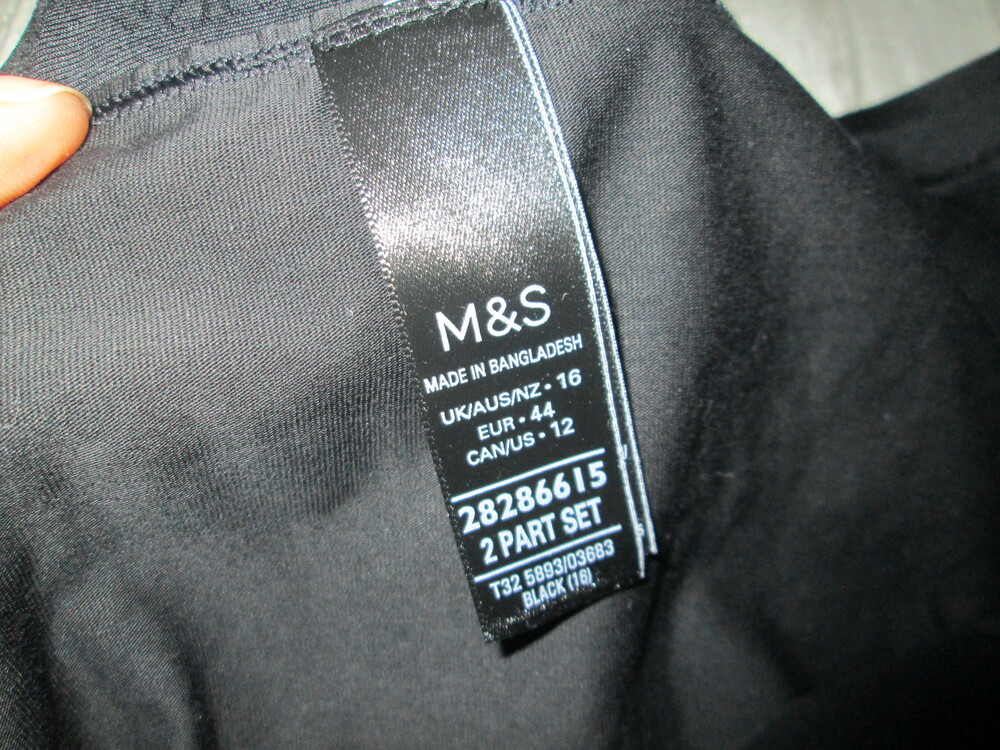 M&S
MADE IN BANGLADESH
UK/AUS/NZ • 16
EUR • 44
CAN/US • 12
28286615
2 PART SET
T32 5893/03683
BLACK (16)